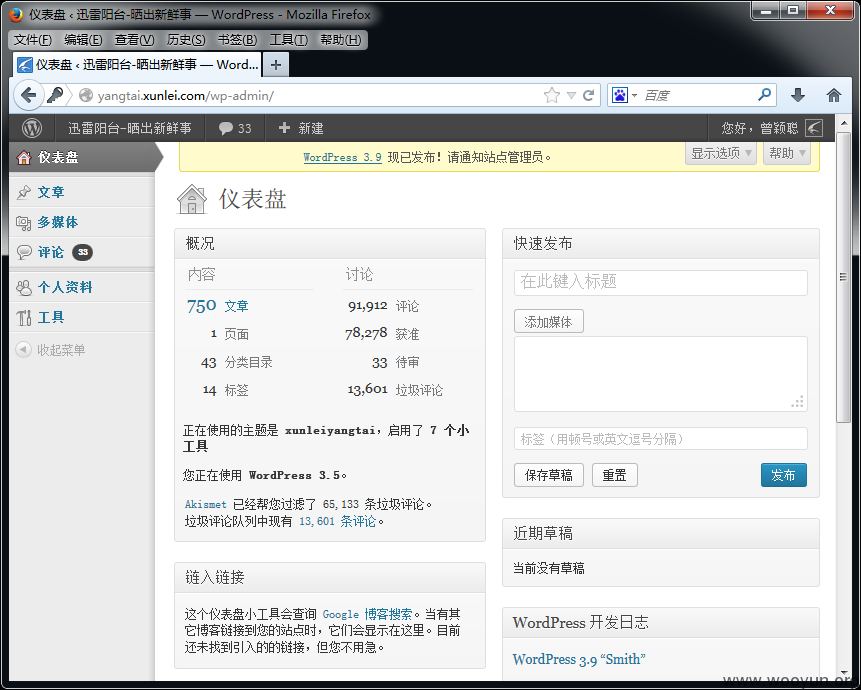 仪表盘 ‹ 迅雷阳台-晒出新鲜事 — WordPress - Mozilla Firefox
文件(F) 编辑(E) 查看(V) 历史(S) 书签(B) 工具(T) 帮助(H)
仪表盘 ‹ 迅雷阳台-晒出新鲜事 — Word...
yangtai.xunlei.com/wp-admin/ 百度
迅雷阳台-晒出新鲜事 33 新建 您好，曾颖聪
仪表盘
文章
多媒体
评论 33
个人资料
工具
收起菜单
WordPress 3.9 现已发布！请通知站点管理员。
显示选项 帮助
仪表盘
概况
内容 讨论
750 文章 91,912 评论
1 页面 78,278 获准
43 分类目录 33 待审
14 标签 13,601 垃圾评论
正在使用的主题是 xunleiyangtai，启用了 7 个小
工具
您正在使用 WordPress 3.5。
Akismet 已经帮您过滤了 65,133 条垃圾评论。
垃圾评论队列中现有 13,601 条评论。
链入链接
这个仪表盘小工具会查询 Google 博客搜索。当有其
它博客链接到您的站点时，它们会显示在这里。目前
还未找到引入的的链接，但您不用急。
快速发布
在此键入标题
添加媒体
标签（用顿号或英文逗号分隔）
保存草稿 重置 发布
近期草稿
当前没有草稿
WordPress 开发日志
WordPress 3.9 “Smith”
www.wooyun.org